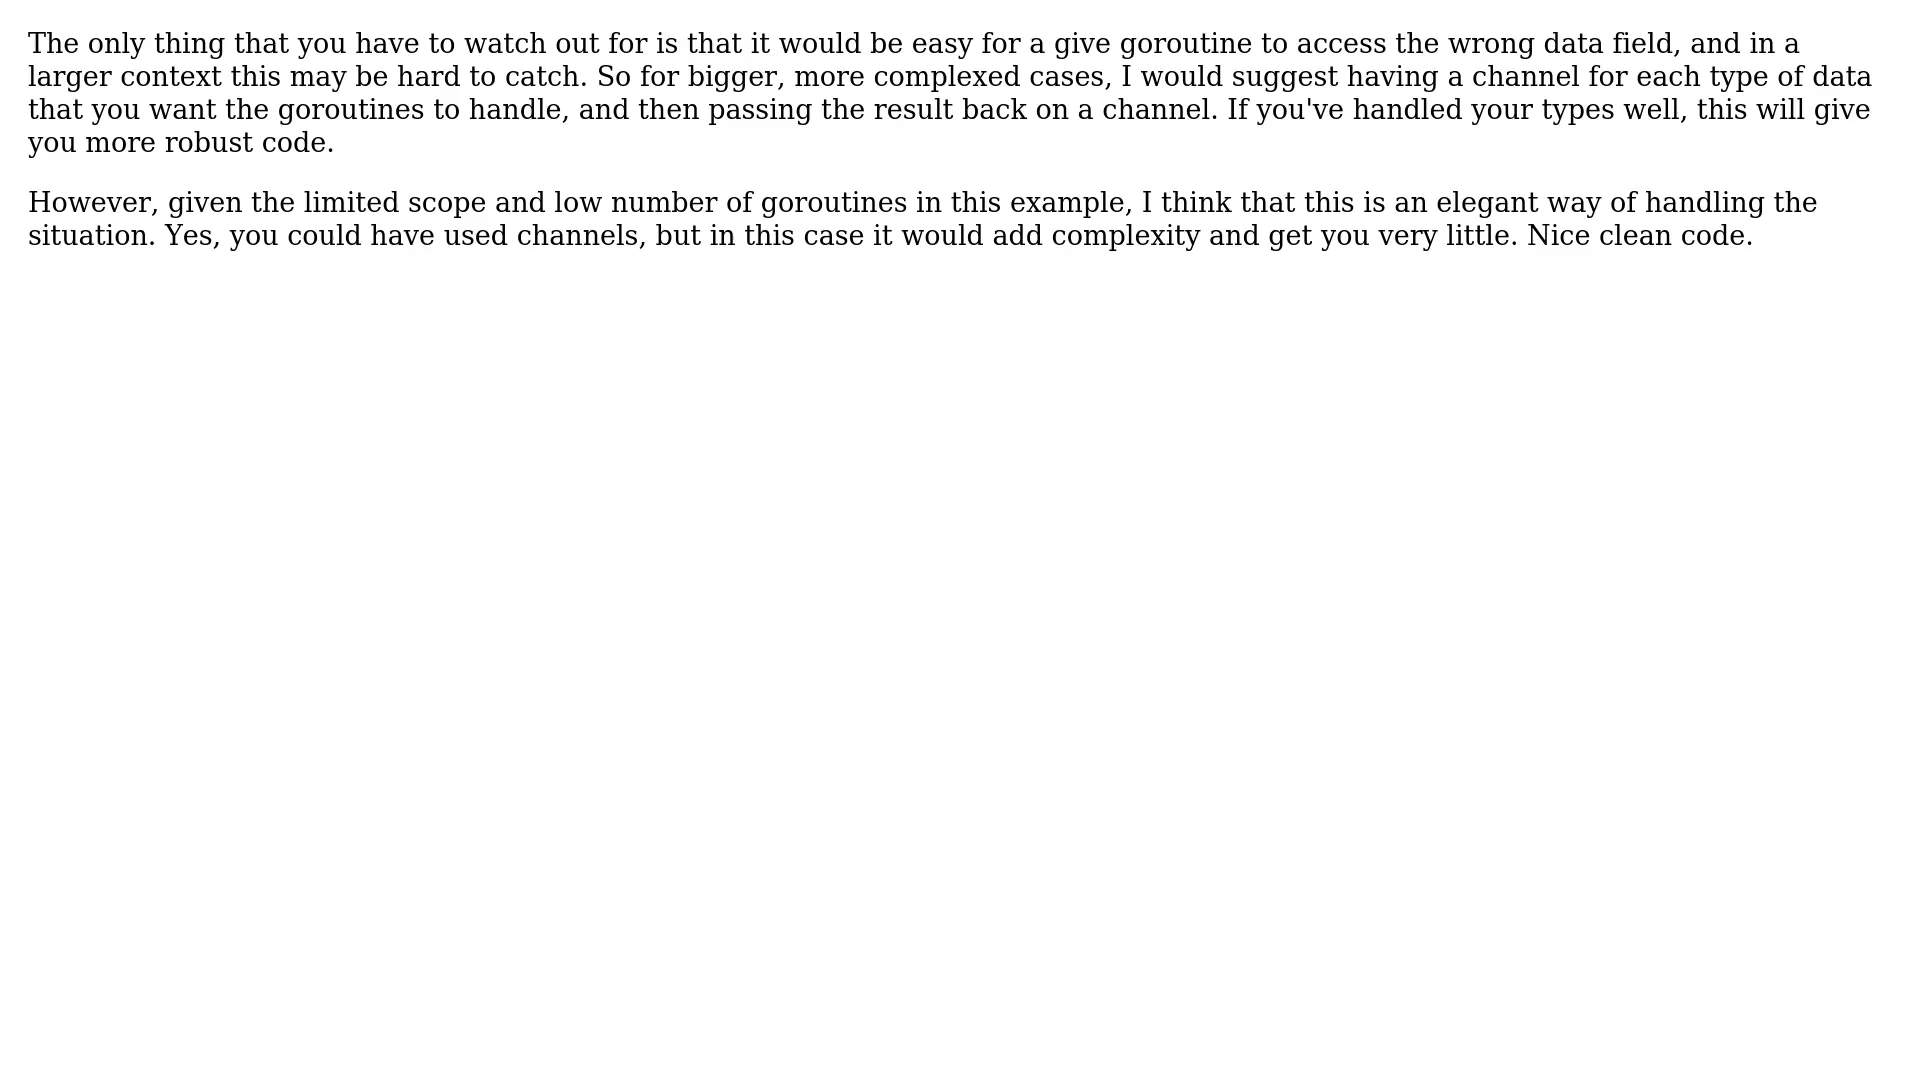 The only thing that you have to watch out for is that it would be easy for a give goroutine to access the wrong data field, and in a
larger context this may be hard to catch. So for bigger, more complexed cases, I would suggest having a channel for each type of data
that you want the goroutines to handle, and then passing the result back on a channel. If you've handled your types well, this will give
you more robust code.
However, given the limited scope and low number of goroutines in this example, I think that this is an elegant way of handling the
situation. Yes, you could have used channels, but in this case it would add complexity and get you very little. Nice clean code.